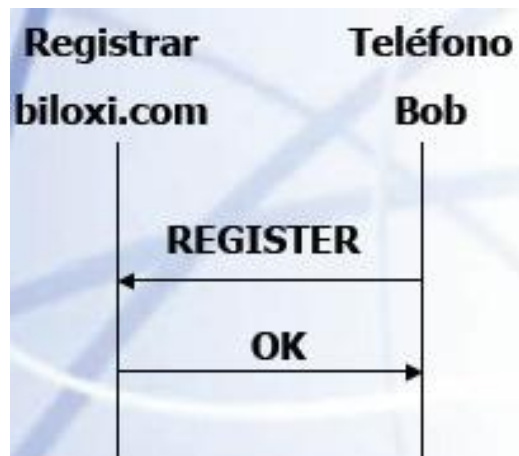 Registrar
Teléfono
biloxi.com
Bob
REGISTER
OK